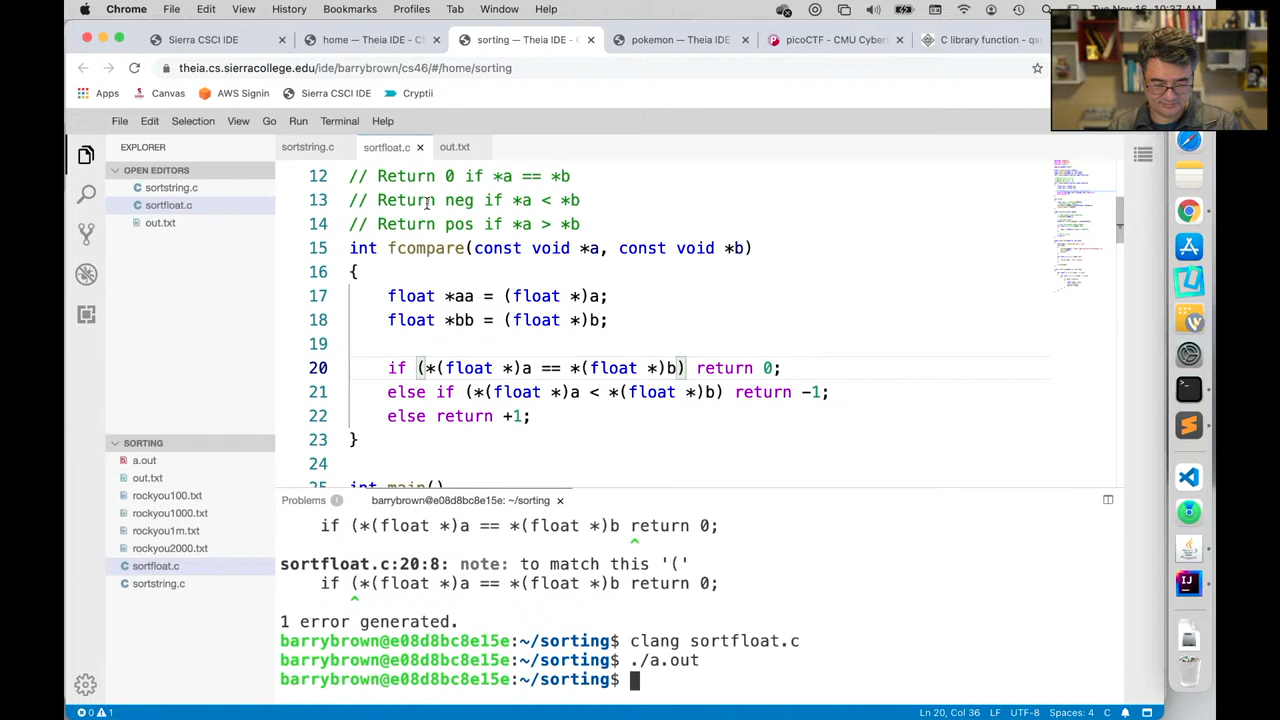 Chrome File Edit View History Bookmarks Profiles Tab Window Help
Sierra CSCI IDE
home —
sorting — Theia IDE - (
pokemon — Theia IDE
picoCTF - CMU Cybers
C library function - qsr
theia.cs.sierracollege.edu/ide/
/cs46/#/home/sorting
Apps Canvas AWS Signin Sierra CSCI IDE Cryptii
File Edit Selection View Go Run Terminal Help
EXPLORER
OPEN EDITORS
sortstring.c
sortfloat.c
out.txt
SORTING
a.out
out.txt
rockyou100.txt
rockyou1000.txt
rockyou1m.txt
rockyou2000.txt
sortfloat.c
sortstring.c
sortstring.c sortfloat.c out.txt
12 Return 0 if *a == *b
13 return neg if *a < *b
14 return pos if *a > *b
15 fcompare(const void *a, const void *b)
16
17 float *aa = (float *)a;
18 float *bb = (float *)b;
19
20 if (*(float *)a == *(float *)b) return 0;
21 else if (*(float *)a < *(float *)b) return -1;
22 else return +1;
23 }
24
25 int main()
Problems 1 barrybrown@e08d8bc8e15e: ~/sorting
if (*(float *)a == *(float *)b return 0;
^
sortfloat.c:20:8: note: to match this '('
if (*(float *)a == *(float *)b return 0;
^
1 error generated.
barrybrown@e08d8bc8e15e:~/sorting$ clang sortfloat.c
barrybrown@e08d8bc8e15e:~/sorting$ ./a.out
barrybrown@e08d8bc8e15e:~/sorting$
0 1
Ln 20, Col 36 LF UTF-8 Spaces: 4 C